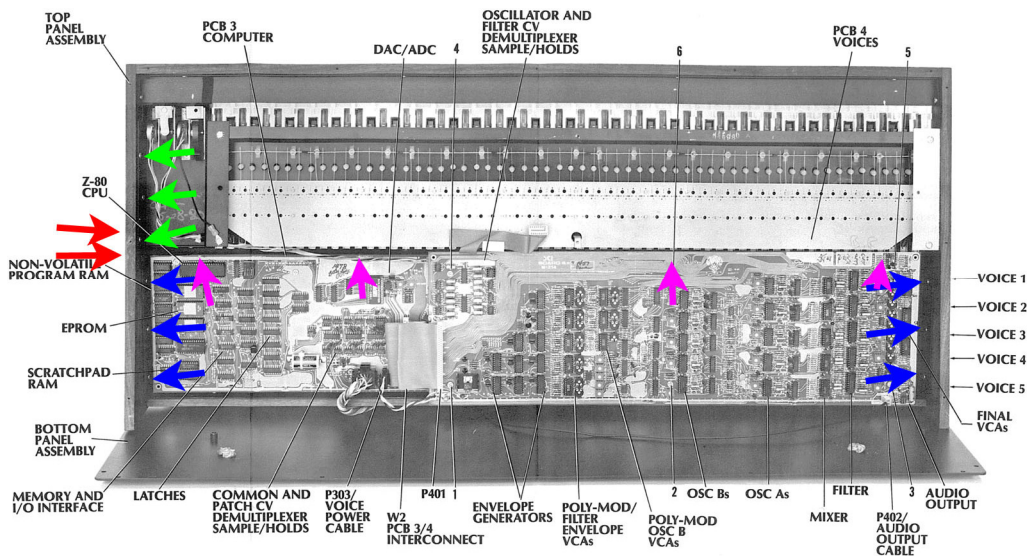 TOP
PANEL
ASSEMBLY
PCB 3
COMPUTER
DAC/ADC
4
OSCILLATOR AND
FILTER CV
DEMULTIPLEXER
SAMPLE/HOLDS
6
PCB 4
VOICES
5
Z-80
CPU
NON-VOLATIL
PROGRAM RAM
EPROM
SCRATCHPAD
RAM
BOTTOM
PANEL
ASSEMBLY
VOICE 1
VOICE 2
VOICE 3
VOICE 4
VOICE 5
FINAL
VCAs
MEMORY AND
I/O INTERFACE
LATCHES
COMMON AND
PATCH CV
DEMULTIPLEXER
SAMPLE/HOLDS
P303/
VOICE
POWER
CABLE
W2
PCB 3/4
INTERCONNECT
P401
1
ENVELOPE
GENERATORS
POLY-MOD/
FILTER
ENVELOPE
VCAs
POLY-MOD
OSC B
VCAs
2
OSC Bs
OSC As
MIXER
FILTER
P402/
AUDIO
OUTPUT
CABLE
3
AUDIO
OUTPUT